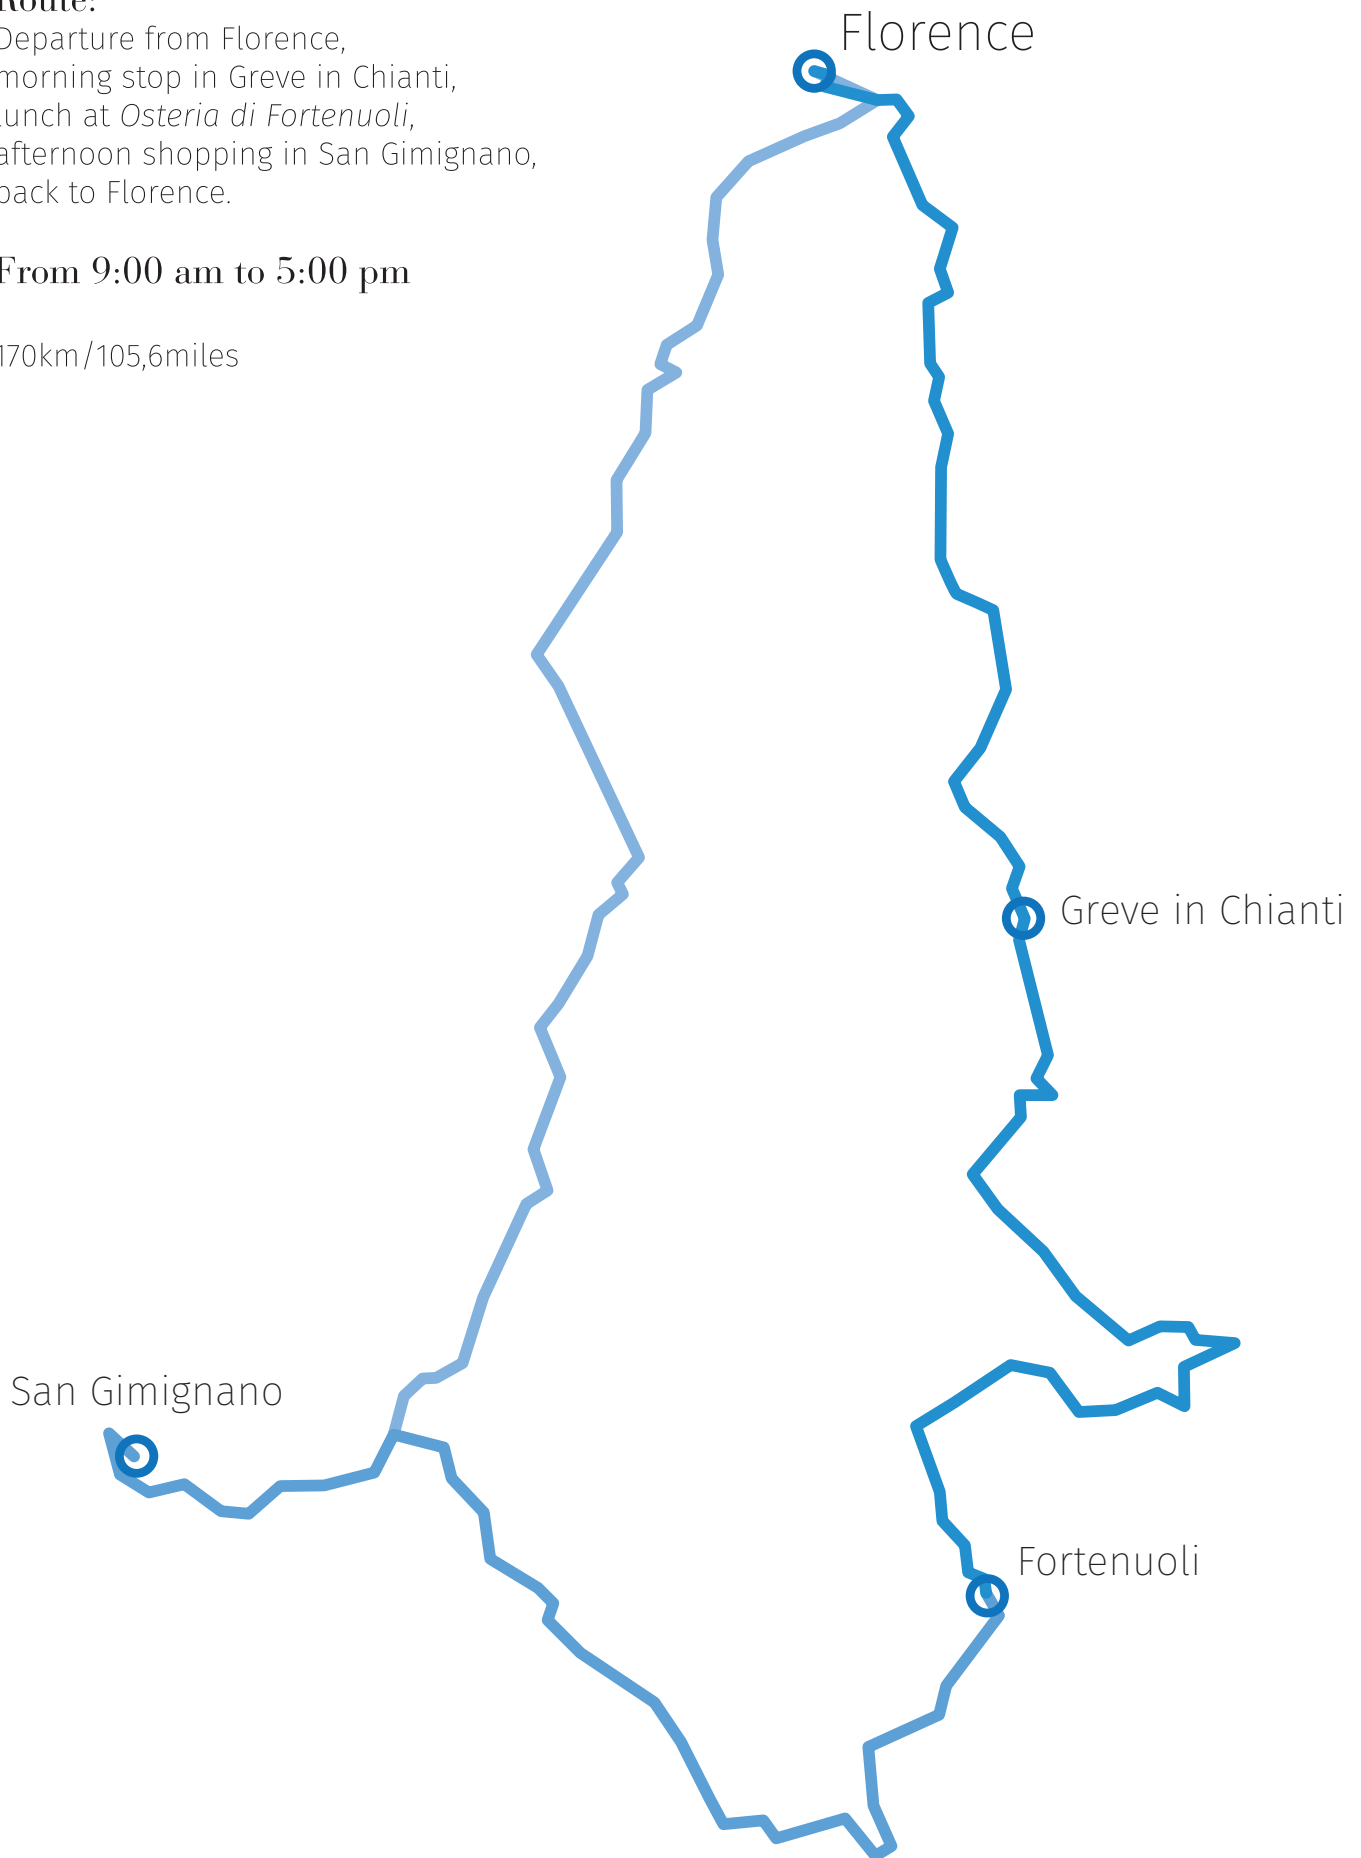 Route:
Departure from Florence,
morning stop in Greve in Chianti,
lunch at Osteria di Fortenuoli,
afternoon shopping in San Gimignano,
back to Florence.
From 9:00 am to 5:00 pm
170km/105,6miles
Florence
Greve in Chianti
San Gimignano
Fortenuoli